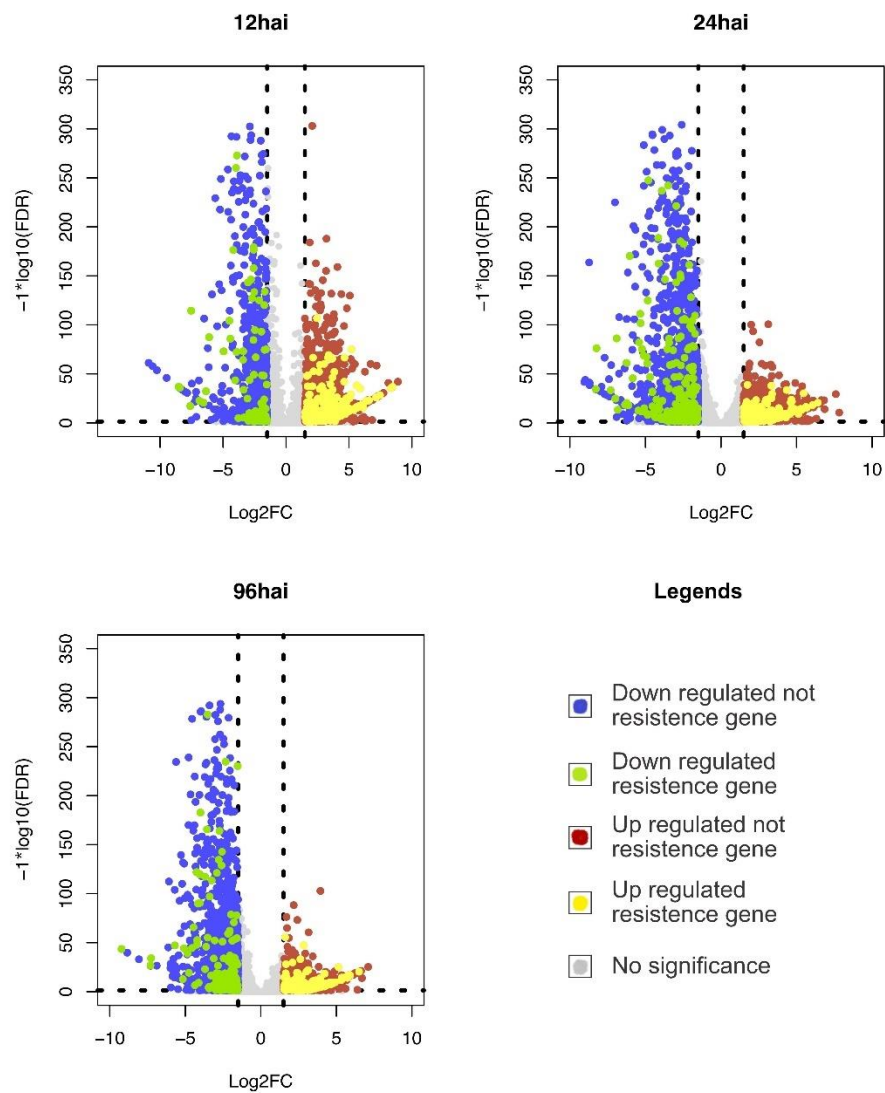 12hai
350
300
250
200
150
100
50
0
-1*log10(FDR)
-10
-5
0
5
10
Log2FC
24hai
350
300
250
200
150
100
50
0
-1*log10(FDR)
-10
-5
0
5
10
Log2FC
96hai
350
300
250
200
150
100
50
0
-1*log10(FDR)
-10
-5
0
5
10
Log2FC
Legends
Down regulated not
resistence gene
Down regulated
resistence gene
Up regulated not
resistence gene
Up regulated
resistence gene
No significance